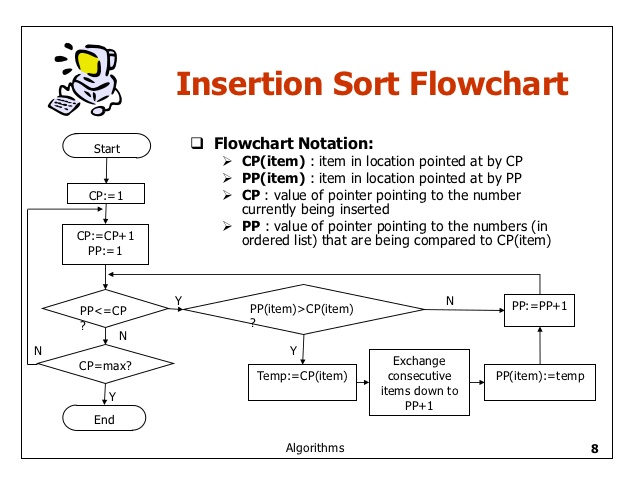 Insertion Sort Flowchart
❑ Flowchart Notation:
➢ CP(item) : item in location pointed at by CP
➢ PP(item) : item in location pointed at by PP
➢ CP : value of pointer pointing to the number
currently being inserted
➢ PP : value of pointer pointing to the numbers (in
ordered list) that are being compared to CP(item)
Start
CP:=1
CP:=CP+1
PP:=1
PP<=CP
?
Y
N
PP(item)>CP(item)
?
N
Y
PP:=PP+1
N
CP=max?
Y
Temp:=CP(item)
Exchange
consecutive
items down to
PP+1
PP(item):=temp
End
Algorithms
8